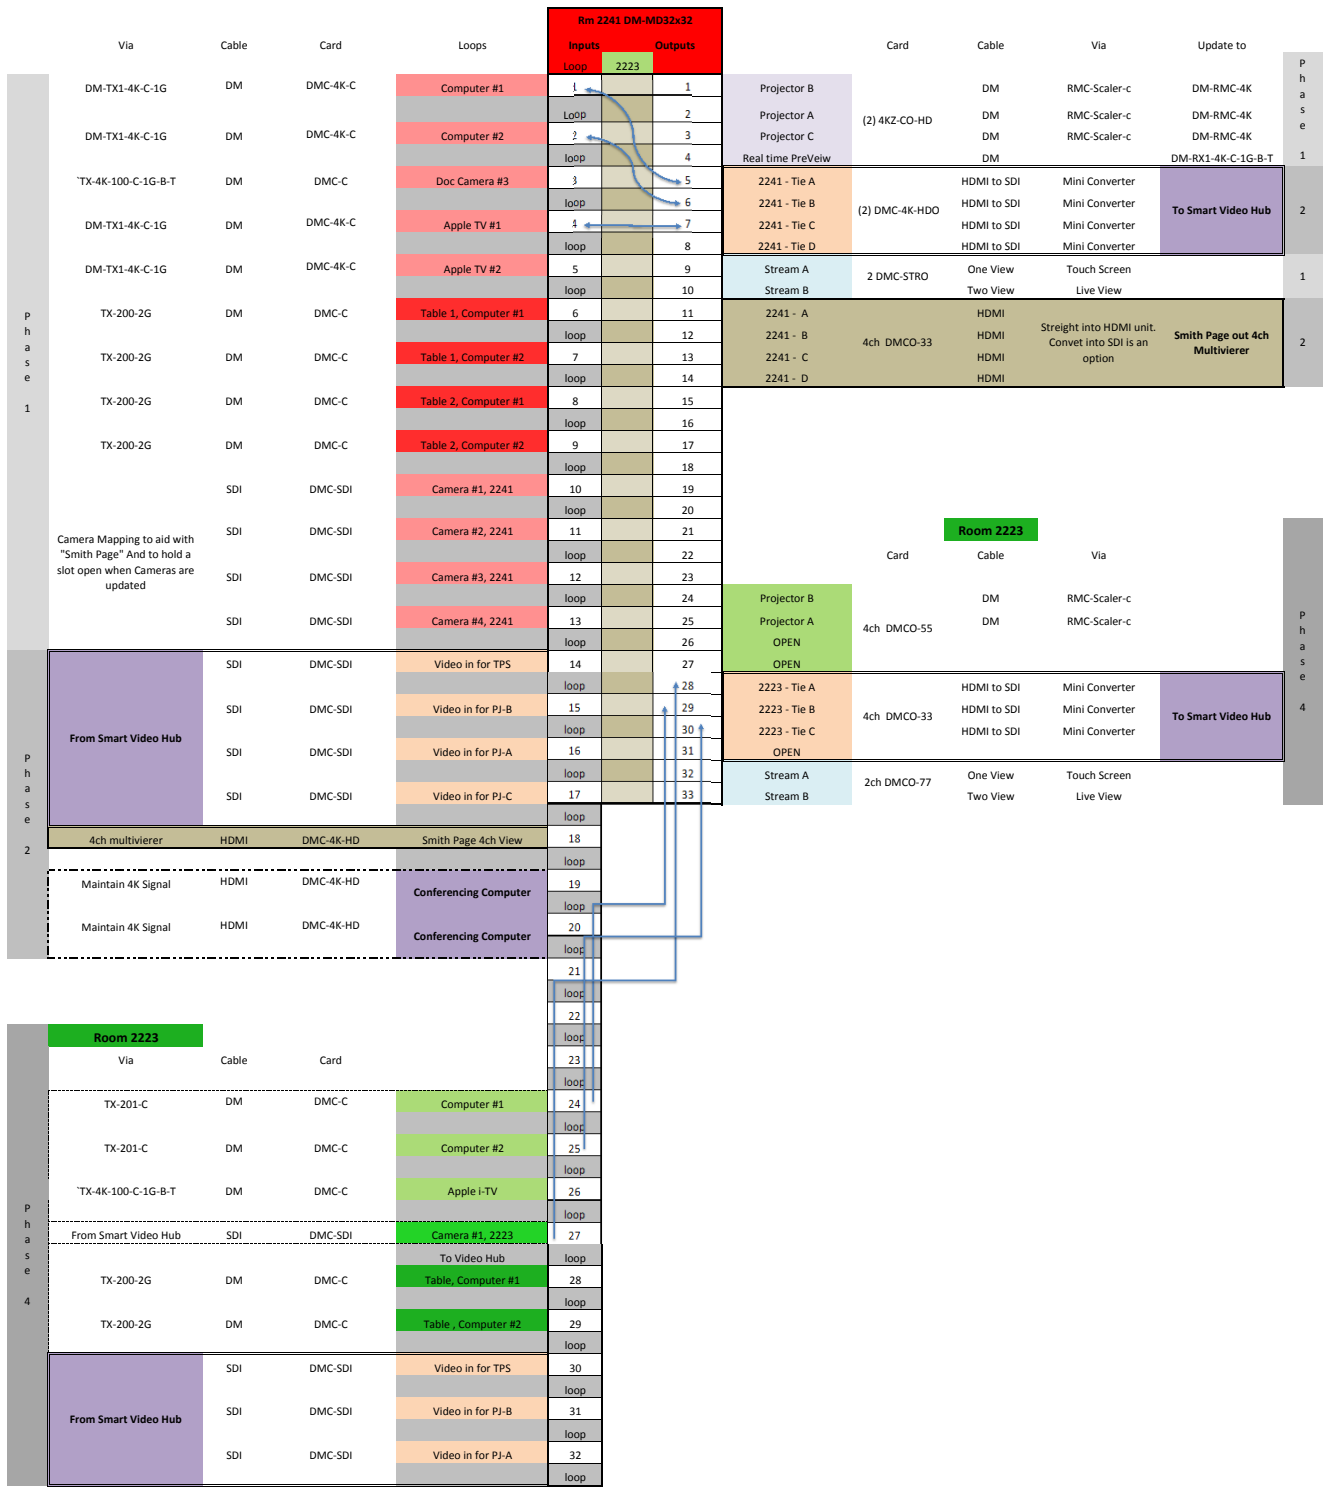 Rm 2241 DM-MD32x32
Via Cable Card Loops Inputs Outputs Card Cable Via Update to
Loop 2223
DM-TX1-4K-C-1G DM DMC-4K-C Computer #1 1 1 Projector B DM RMC-Scaler-c DM-RMC-4K
Loop 2 Projector A DM RMC-Scaler-c DM-RMC-4K
(2) 4KZ-CO-HD
DM-TX1-4K-C-1G DM DMC-4K-C Computer #2 2 3 Projector C DM RMC-Scaler-c DM-RMC-4K
loop 4 Real time PreVeiw DM DM-RX1-4K-C-1G-B-T
Phase 1
`TX-4K-100-C-1G-B-T DM DMC-C Doc Camera #3 3 5 2241 - Tie A HDMI to SDI Mini Converter
loop 6 2241 - Tie B HDMI to SDI Mini Converter
(2) DMC-4K-HDO To Smart Video Hub 2
DM-TX1-4K-C-1G DM DMC-4K-C Apple TV #1 4 7 2241 - Tie C HDMI to SDI Mini Converter
loop 8 2241 - Tie D HDMI to SDI Mini Converter
DM-TX1-4K-C-1G DM DMC-4K-C Apple TV #2 5 9 Stream A One View Touch Screen
2 DMC-STRO 1
loop 10 Stream B Two View Live View
TX-200-2G DM DMC-C Table 1, Computer #1 6 11 2241 - A HDMI
loop 12 2241 - B HDMI
4ch DMCO-33
Streight into HDMI unit.
Convet into SDI is an
option
Smith Page out 4ch
Multivierer
2
TX-200-2G DM DMC-C Table 1, Computer #2 7 13 2241 - C HDMI
loop 14 2241 - D HDMI
Phase 1
TX-200-2G DM DMC-C Table 2, Computer #1 8 15
loop 16
TX-200-2G DM DMC-C Table 2, Computer #2 9 17
loop 18
SDI DMC-SDI Camera #1, 2241 10 19
loop 20
SDI DMC-SDI Camera #2, 2241 11 21 Room 2223
Camera Mapping to aid with
"Smith Page" And to hold a
slot open when Cameras are
updated
loop 22 Card Cable Via
SDI DMC-SDI Camera #3, 2241 12 23
loop 24 Projector B DM RMC-Scaler-c
SDI DMC-SDI Camera #4, 2241 13 25 Projector A DM RMC-Scaler-c
4ch DMCO-55
loop 26 OPEN
SDI DMC-SDI Video in for TPS 14 27 OPEN
Phase 4
loop 28 2223 - Tie A HDMI to SDI Mini Converter
SDI DMC-SDI Video in for PJ-B 15 29 2223 - Tie B HDMI to SDI Mini Converter
4ch DMCO-33 To Smart Video Hub
loop 30 2223 - Tie C HDMI to SDI Mini Converter
From Smart Video Hub
SDI DMC-SDI Video in for PJ-A 16 31 OPEN
loop 32 Stream A One View Touch Screen
2ch DMCO-77
SDI DMC-SDI Video in for PJ-C 17 33 Stream B Two View Live View
loop
4ch multivierer HDMI DMC-4K-HD Smith Page 4ch View 18
Phase 2
loop
Maintain 4K Signal HDMI DMC-4K-HD Conferencing Computer 19
loop
Maintain 4K Signal HDMI DMC-4K-HD Conferencing Computer 20
loop
21
loop
22
Room 2223 loop
Via Cable Card 23
loop
TX-201-C DM DMC-C Computer #1 24
loop
TX-201-C DM DMC-C Computer #2 25
loop
`TX-4K-100-C-1G-B-T DM DMC-C Apple i-TV 26
loop
From Smart Video Hub SDI DMC-SDI Camera #1, 2223 27
To Video Hub loop
Phase 4
TX-200-2G DM DMC-C Table, Computer #1 28
loop
TX-200-2G DM DMC-C Table , Computer #2 29
loop
SDI DMC-SDI Video in for TPS 30
loop
From Smart Video Hub SDI DMC-SDI Video in for PJ-B 31
loop
SDI DMC-SDI Video in for PJ-A 32
loop